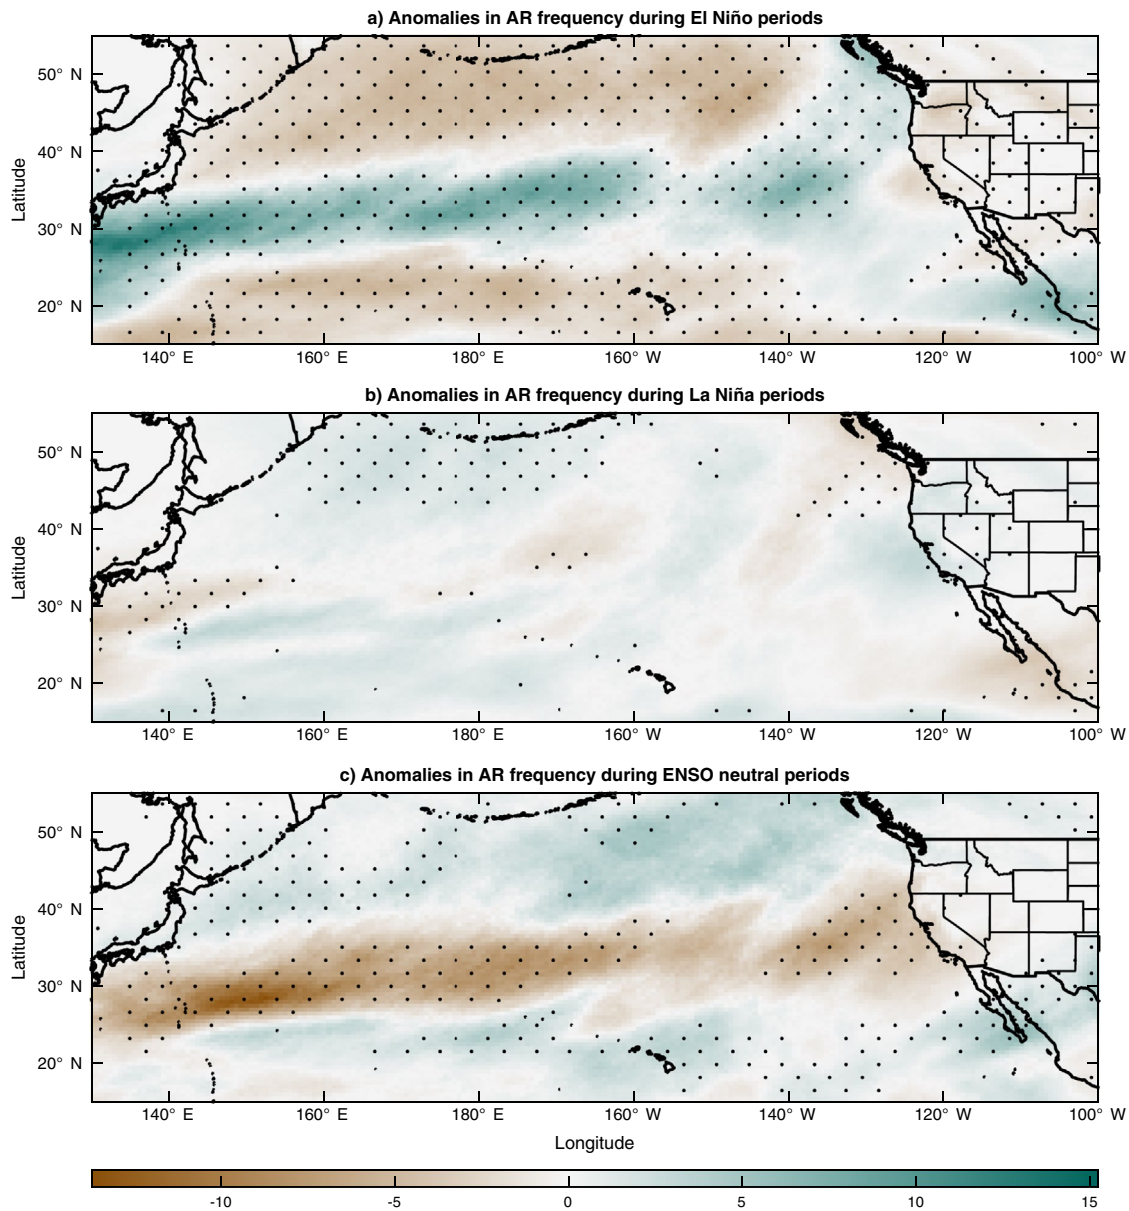 a) Anomalies in AR frequency during El Niño periods
50° N
40° N
30° N
20° N
Latitude
140° E 160° E 180° E 160° W 140° W 120° W 100° W
b) Anomalies in AR frequency during La Niña periods
50° N
40° N
30° N
20° N
Latitude
140° E 160° E 180° E 160° W 140° W 120° W 100° W
c) Anomalies in AR frequency during ENSO neutral periods
50° N
40° N
30° N
20° N
Latitude
140° E 160° E 180° E 160° W 140° W 120° W 100° W
Longitude
-10 -5 0 5 10 15